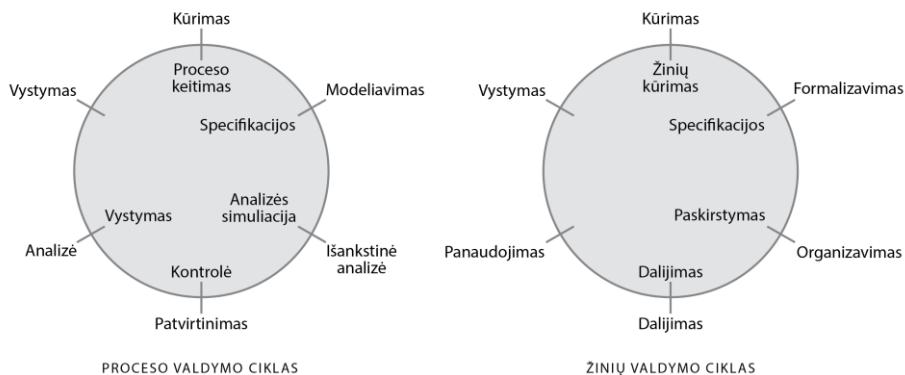 Kūrimas
Proceso
keitimas
Vystymas
Modeliavimas
Specifikacijos
Analizės
simuliacija
Vystymas
Analizė
Išankstinė
analizė
Kontrolė
Patvirtinimas
PROCESO VALDYMO CIKLAS
Kūrimas
Žinių
kūrimas
Vystymas
Formalizavimas
Specifikacijos
Paskirstymas
Panaudojimas
Organizavimas
Dalijimas
Dalijimas
ŽINIŲ VALDYMO CIKLAS